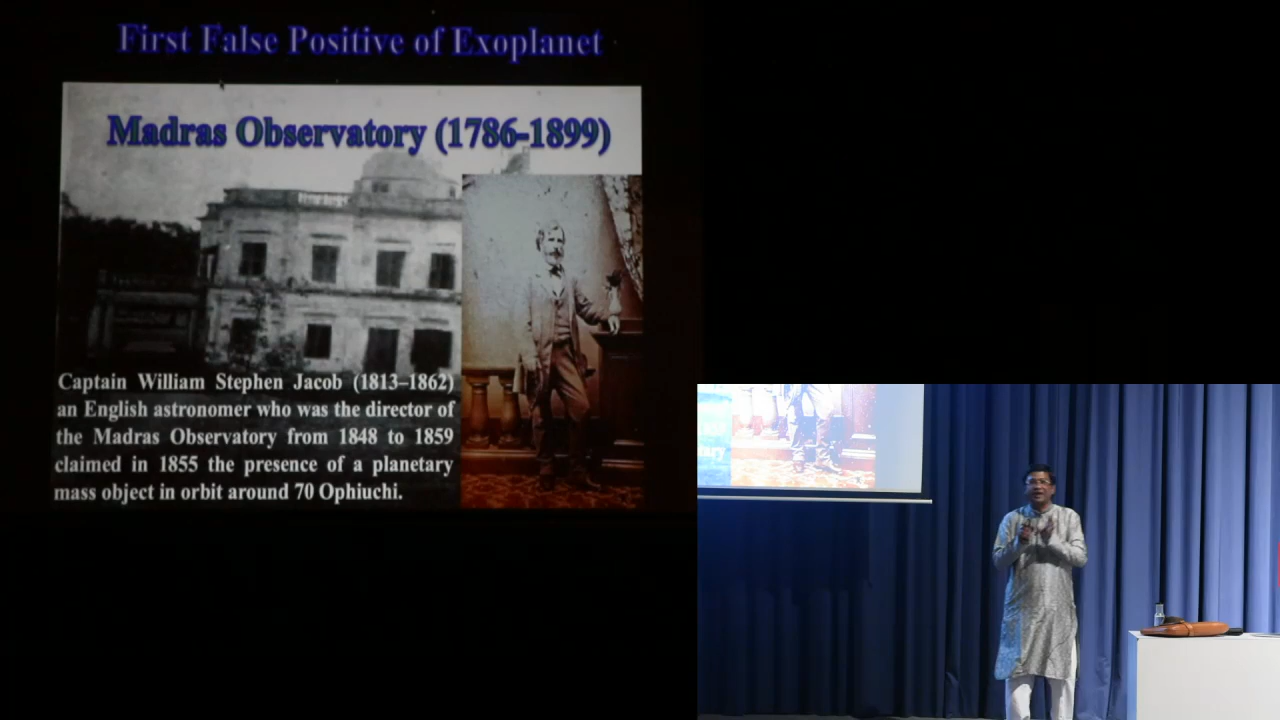 First False Positive of Exoplanet
Madras Observatory (1786-1899)
Captain William Stephen Jacob (1813–1862)
an English astronomer who was the director of
the Madras Observatory from 1848 to 1859
claimed in 1855 the presence of a planetary
mass object in orbit around 70 Ophiuchi.